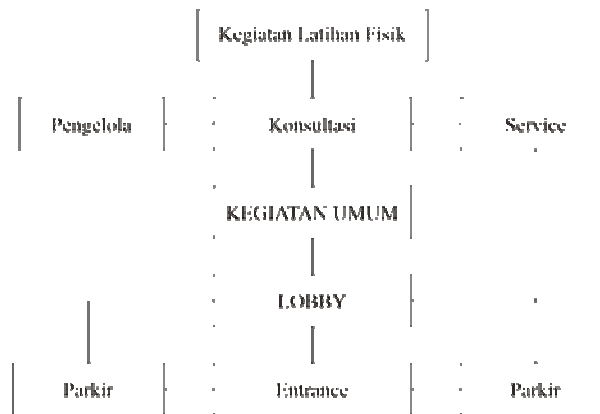 Kegiatan Latihan Fisik
Pengelola Konsultasi Service
KEGIATAN UMUM
LOBBY
Parkir Entrance Parkir